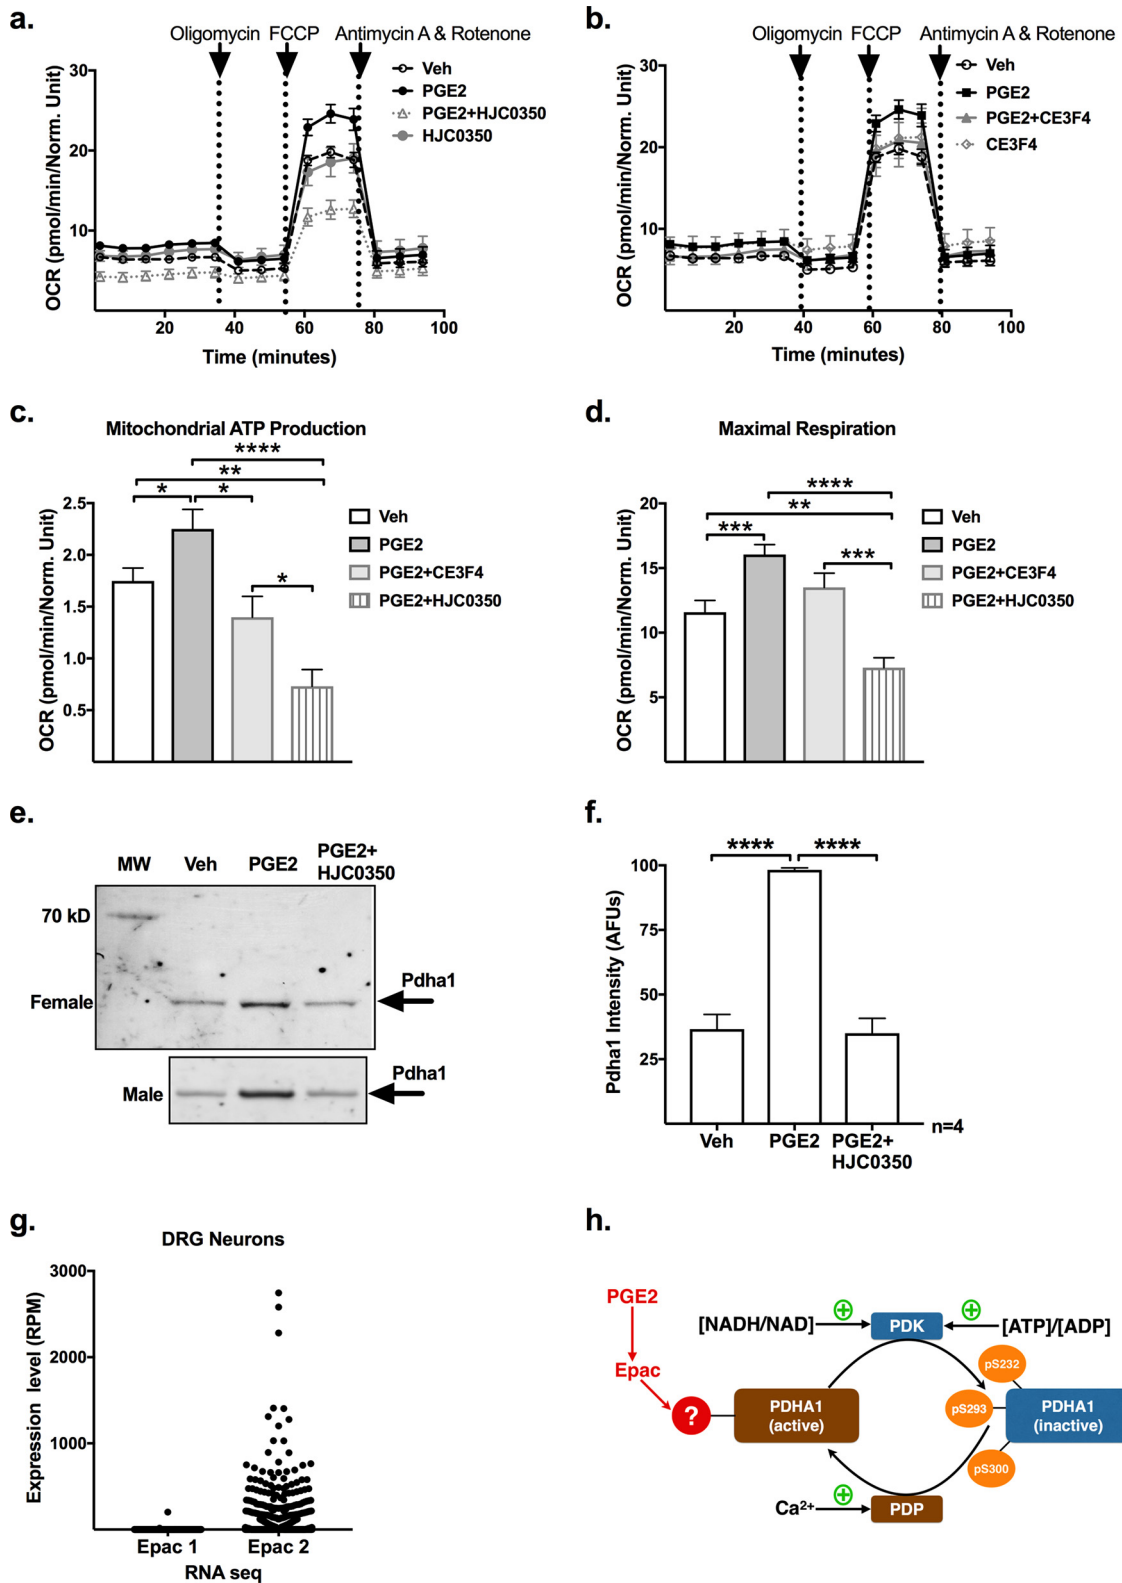 a.
Oligomycin FCCP Antimycin A & Rotenone
OCR (pmol/min/Norm. Unit)
30
20
10
20 40 60 80 100
Time (minutes)
Veh
PGE2
PGE2+HJC0350
HJC0350
b.
Oligomycin FCCP Antimycin A & Rotenone
OCR (pmol/min/Norm. Unit)
30
20
10
20 40 60 80 100
Time (minutes)
Veh
PGE2
PGE2+CE3F4
CE3F4
c.
Mitochondrial ATP Production
****
**
* *
*
OCR (pmol/min/Norm. Unit)
2.5
2.0
1.5
1.0
0.5
Veh
PGE2
PGE2+CE3F4
PGE2+HJC0350
d.
Maximal Respiration
****
**
***
***
OCR (pmol/min/Norm. Unit)
20
15
10
5
Veh
PGE2
PGE2+CE3F4
PGE2+HJC0350
e.
MW Veh PGE2 PGE2+
HJC0350
70 kD
Female
Pdha1
Male
Pdha1
f.
**** ****
Pdha1 Intensity (AFUs)
100
75
50
25
Veh PGE2 PGE2+
HJC0350
n=4
g.
DRG Neurons
Expression level (RPM)
3000
2000
1000
Epac 1 Epac 2
RNA seq
h.
PGE2
Epac
?
[NADH/NAD]
+
PDK
+
[ATP]/[ADP]
PDHA1
(active)
pS232
pS293
pS300
PDHA1
(inactive)
Ca²⁺
+
PDP